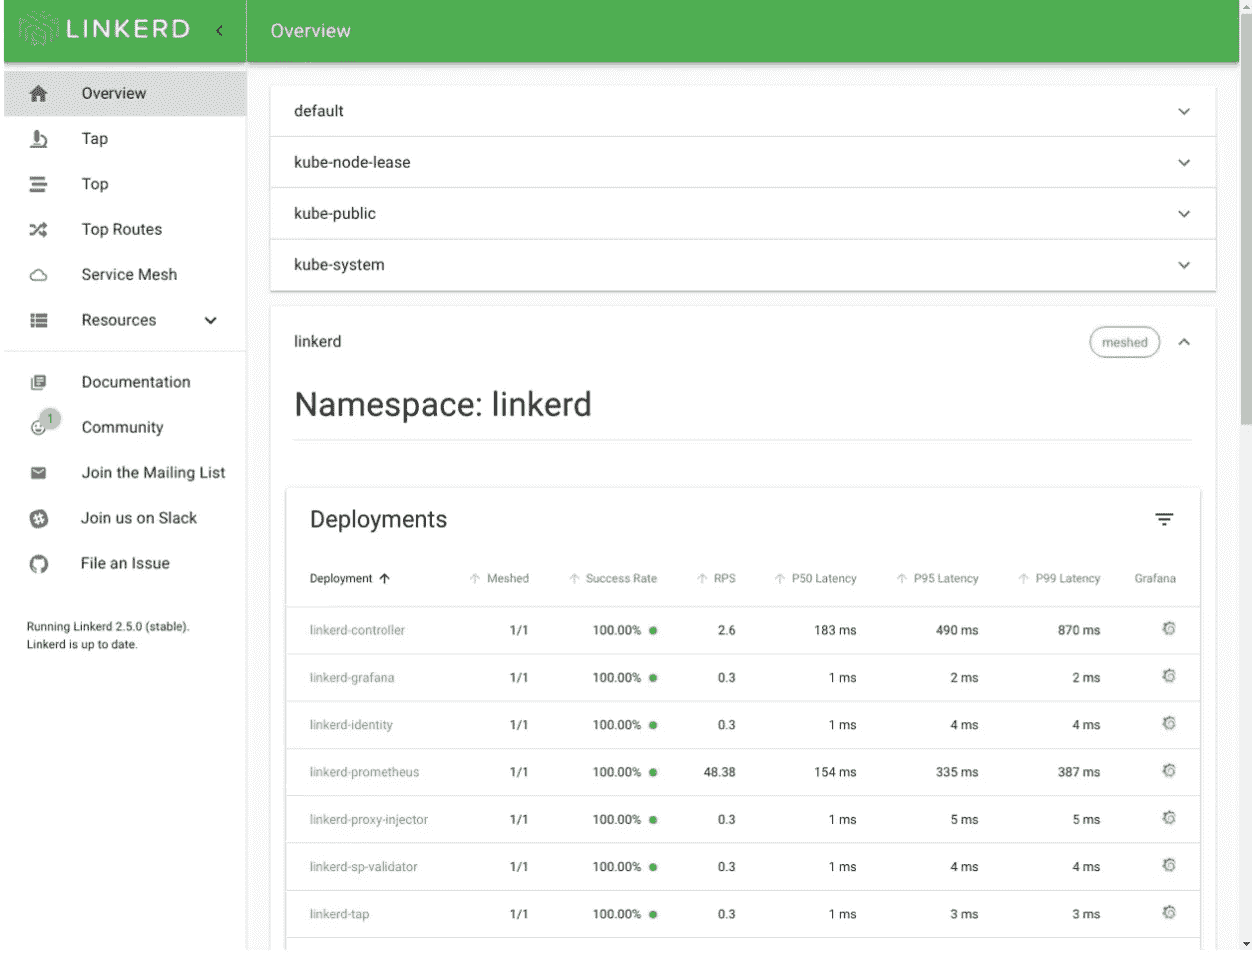 LINKERD
Overview
Overview
Tap
Top
Top Routes
Service Mesh
Resources
Documentation
1
Community
Join the Mailing List
Join us on Slack
File an Issue
Running Linkerd 2.5.0 (stable).
Linkerd is up to date.
default
kube-node-lease
kube-public
kube-system
linkerd meshed
Namespace: linkerd
Deployments
Deployment Meshed Success Rate RPS P50 Latency P95 Latency P99 Latency Grafana
linkerd-controller 1/1 100.00% 2.6 183 ms 490 ms 870 ms
linkerd-grafana 1/1 100.00% 0.3 1 ms 2 ms 2 ms
linkerd-identity 1/1 100.00% 0.3 1 ms 4 ms 4 ms
linkerd-prometheus 1/1 100.00% 48.38 154 ms 335 ms 387 ms
linkerd-proxy-injector 1/1 100.00% 0.3 1 ms 5 ms 5 ms
linkerd-sp-validator 1/1 100.00% 0.3 1 ms 4 ms 4 ms
linkerd-tap 1/1 100.00% 0.3 1 ms 3 ms 3 ms